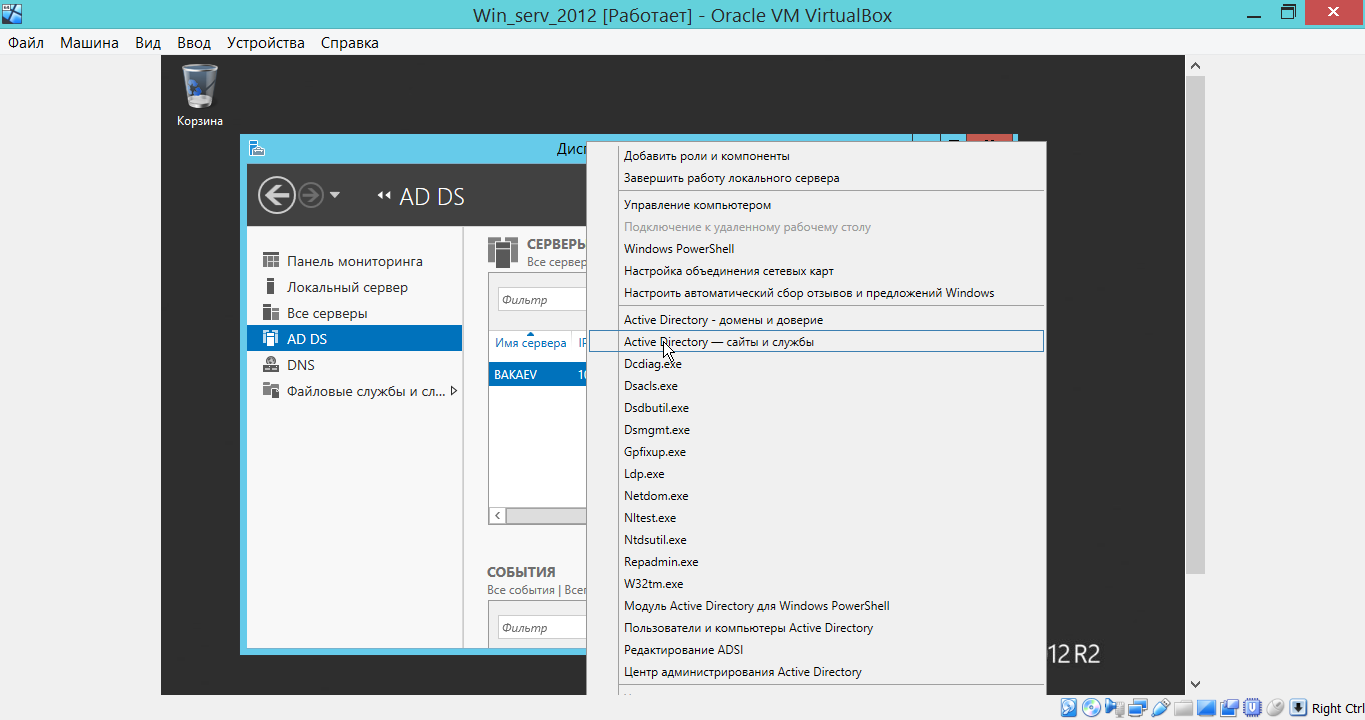 Win_serv_2012 [Работает] - Oracle VM VirtualBox
Файл Машина Вид Ввод Устройства Справка
Корзина
AD DS
Панель мониторинга
Локальный сервер
Все серверы
AD DS
DNS
Файловые службы и сл...
СЕРВЕРЫ
Все сервер
Фильтр
Имя сервера IP
BAKAEV 10
СОБЫТИЯ
Все события |
Фильтр
Добавить роли и компоненты
Завершить работу локального сервера
Управление компьютером
Подключение к удаленному рабочему столу
Windows PowerShell
Настройка объединения сетевых карт
Настроить автоматический сбор отзывов и предложений Windows
Active Directory - домены и доверие
Active Directory — сайты и службы
Dcdiag.exe
Dsacls.exe
Dsdbutil.exe
Dsmgmt.exe
Gpfixup.exe
Ldp.exe
Netdom.exe
Nltest.exe
Ntdsutil.exe
Repadmin.exe
W32tm.exe
Модуль Active Directory для Windows PowerShell
Пользователи и компьютеры Active Directory
Редактирование ADSI
Центр администрирования Active Directory
12 R2
Right Ctrl